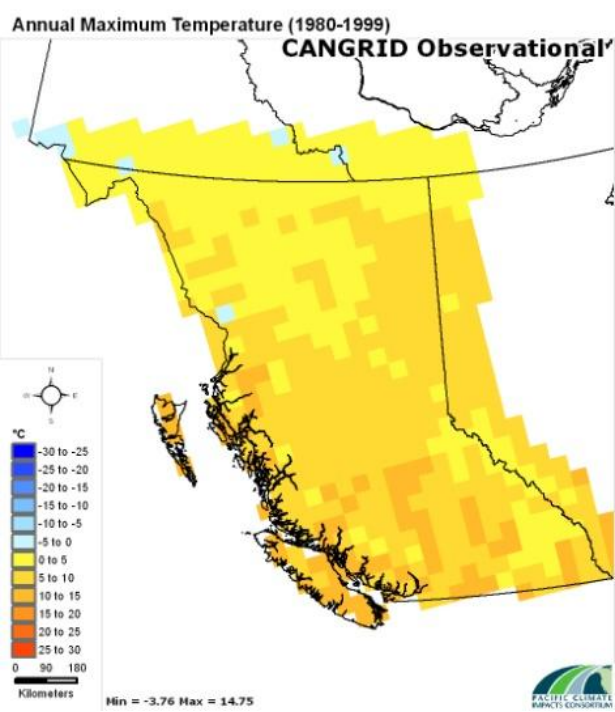 Annual Maximum Temperature (1980-1999)
CANGRID Observational
N
W E
S
°C
-30 to -25
-25 to -20
-20 to -15
-15 to -10
-10 to -5
-5 to 0
0 to 5
5 to 10
10 to 15
15 to 20
20 to 25
25 to 30
0 90 180
Kilometers
Min = -3.76 Max = 14.75
PACIFIC CLIMATE
IMPACTS CONSORTIUM